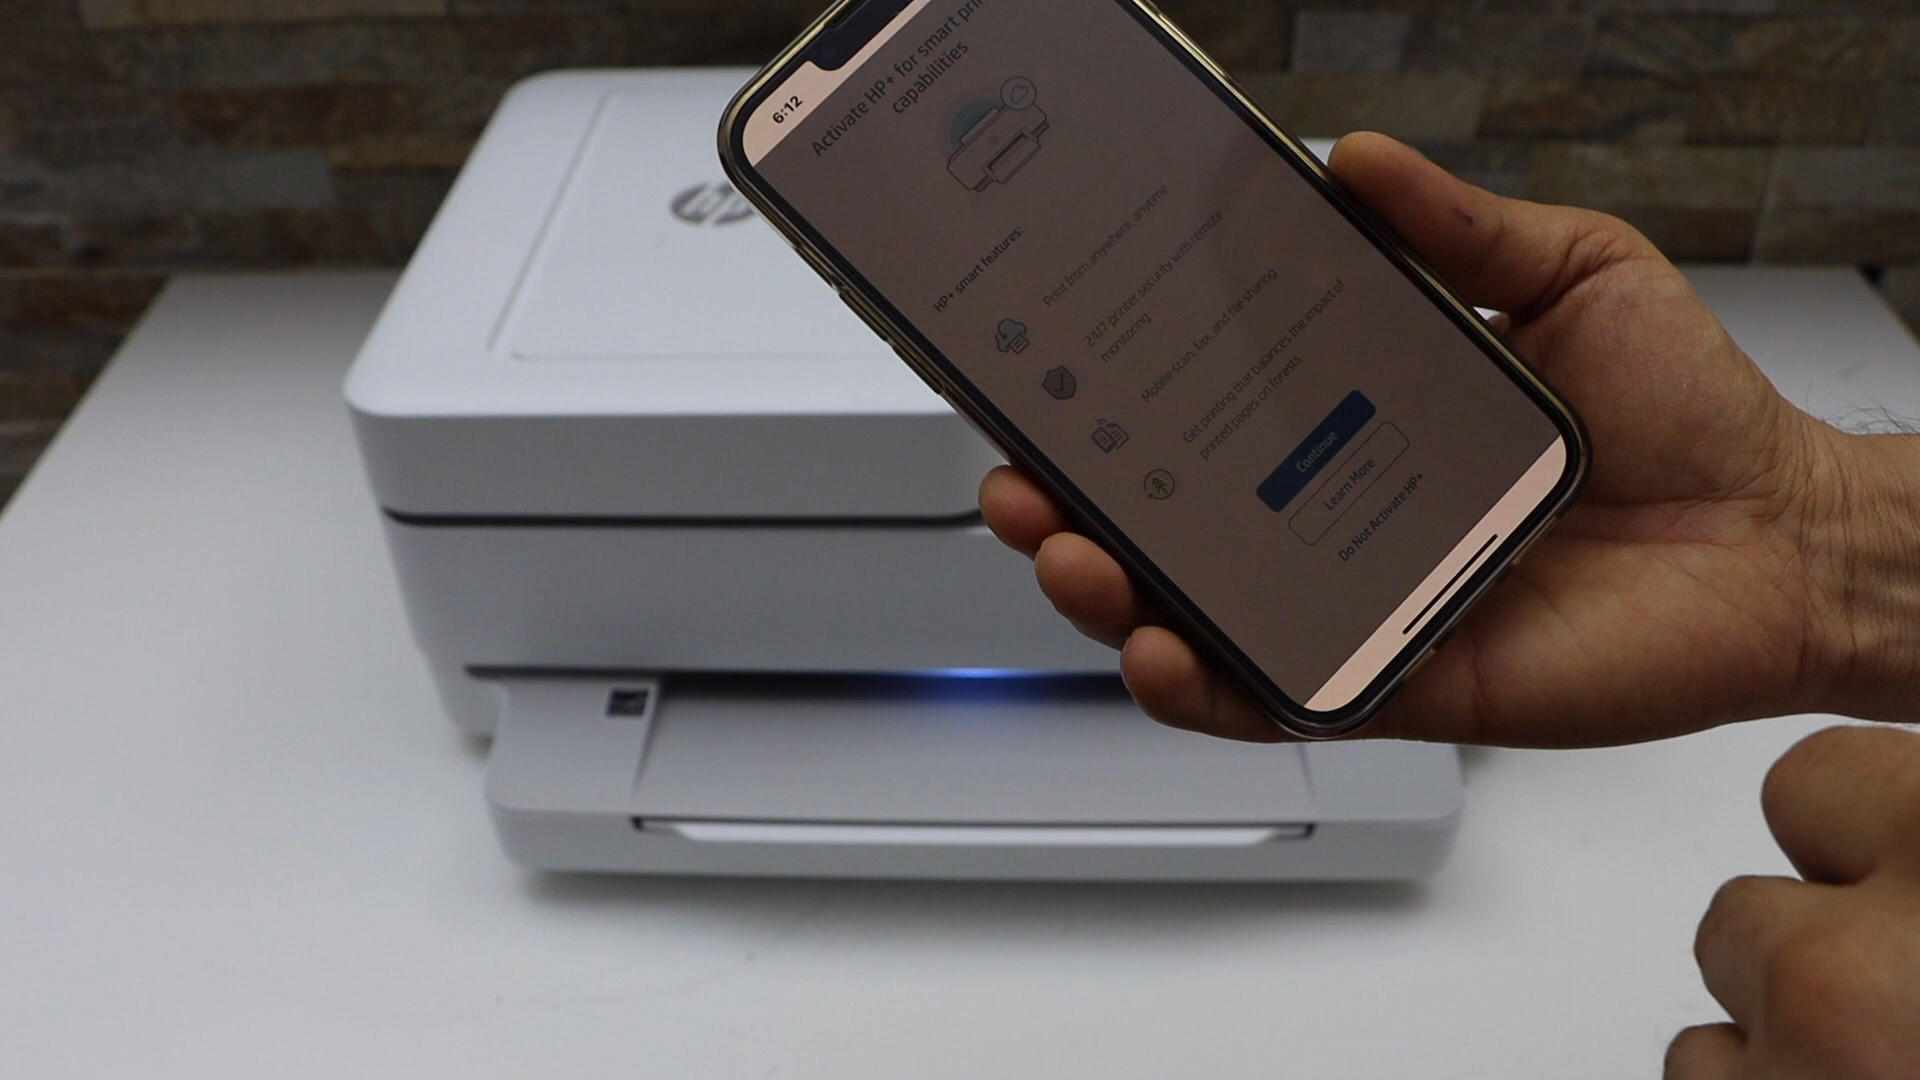 6:12
Activate HP+ for smart
capabilities
HP+ smart features:
Print from anywhere, anytime
24/7 printer security with remote
monitoring
Mobile scan, fax, and file sharing
Get printing that balances the impact of
printed pages on forests
Continue
Learn More
Do Not Activate HP+
hp